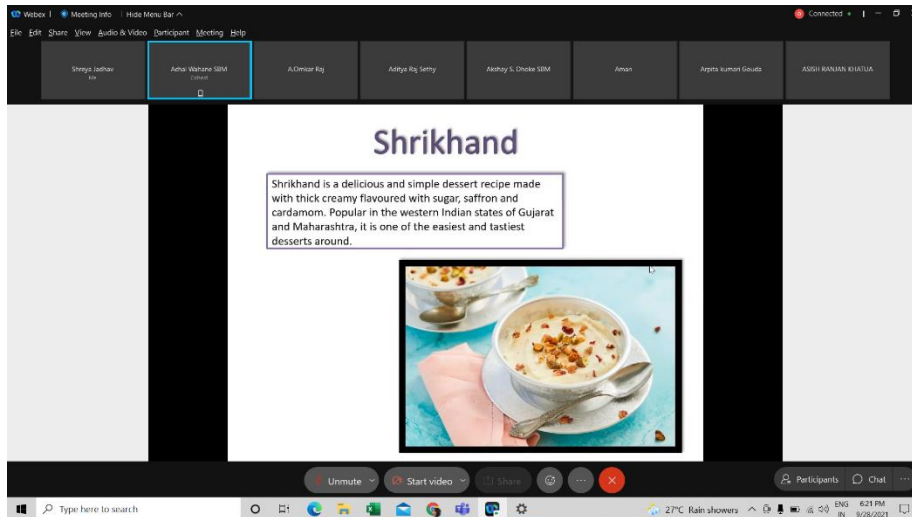 Webex | Meeting Info Hide Menu Bar Connected
File Edit Share View Audio & Video Participant Meeting Help
Shreya Jadhav
Me
Achal Wahane SBM
Cohost
A.Omkar Raj
Aditya Raj Sethy
Akshay S. Dhoke SBM
Aman
Arpita kumari Gouda
ASISH RANJAN KHATUA
Shrikhand
Shrikhand is a delicious and simple dessert recipe made
with thick creamy flavoured with sugar, saffron and
cardamom. Popular in the western Indian states of Gujarat
and Maharashtra, it is one of the easiest and tastiest
desserts around.
Unmute Start video Share Participants Chat
Type here to search 27°C Rain showers ENG 6:21 PM
IN 9/28/2021